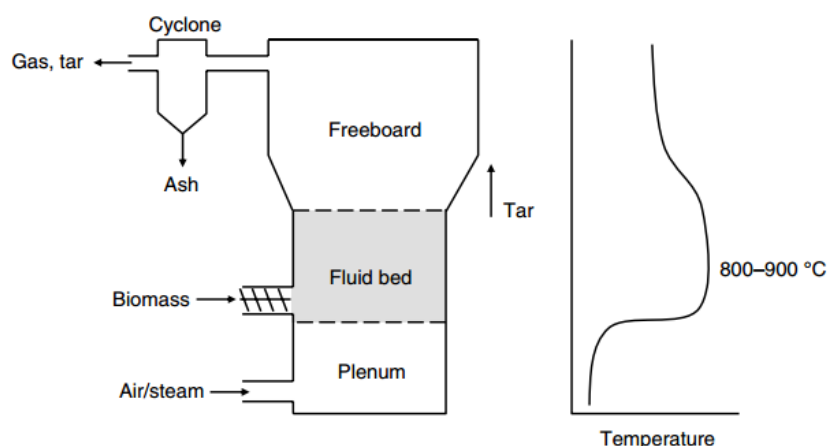 Cyclone
Gas, tar
Freeboard
Ash
Tar
Fluid bed
800–900 °C
Biomass
Plenum
Air/steam
Temperature